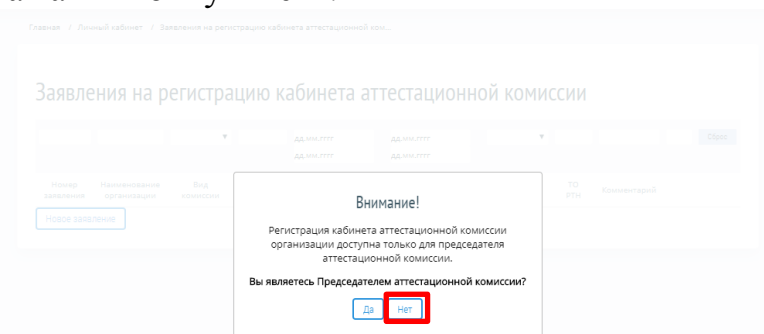 Главная / Личный кабинет / Заявления на регистрацию кабинета аттестационной ком...
Заявления на регистрацию кабинета аттестационной комиссии
дд.мм.гггг дд.мм.гггг Сброс
дд.мм.гггг дд.мм.гггг
Номер заявления Наименование организации Вид комиссии ТО РТН Комментарий
Новое заявление
Внимание!
Регистрация кабинета аттестационной комиссии
организации доступна только для председателя
аттестационной комиссии.
Вы являетесь Председателем аттестационной комиссии?
Да Нет